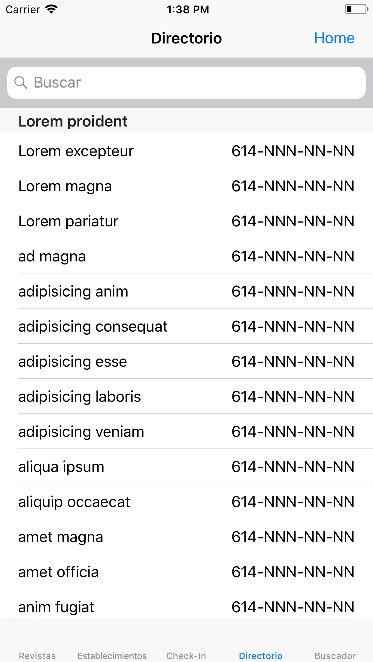 Carrier 1:38 PM
Directorio Home
Buscar
Lorem proident
Lorem excepteur 614-NNN-NN-NN
Lorem magna 614-NNN-NN-NN
Lorem pariatur 614-NNN-NN-NN
ad magna 614-NNN-NN-NN
adipisicing anim 614-NNN-NN-NN
adipisicing consequat 614-NNN-NN-NN
adipisicing esse 614-NNN-NN-NN
adipisicing laboris 614-NNN-NN-NN
adipisicing veniam 614-NNN-NN-NN
aliqua ipsum 614-NNN-NN-NN
aliquip occaecat 614-NNN-NN-NN
amet magna 614-NNN-NN-NN
amet officia 614-NNN-NN-NN
anim fugiat 614-NNN-NN-NN
Revistas Establecimientos Check-In Directorio Buscador